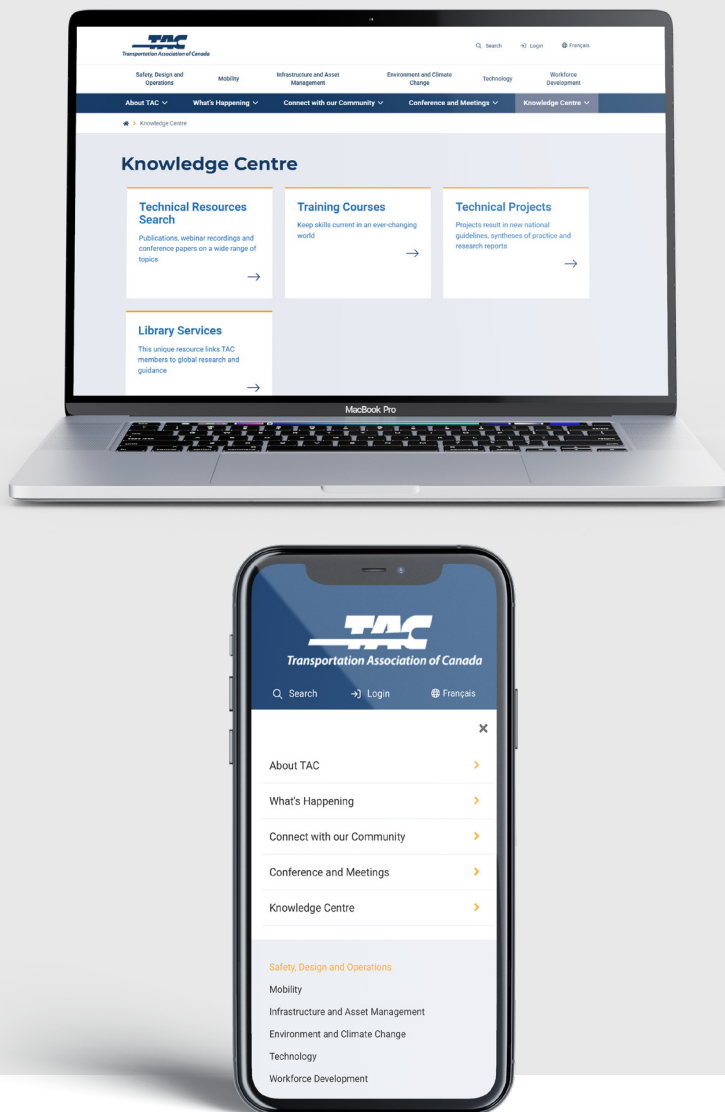 TAC
Transportation Association of Canada
Search Login Français
Safety, Design and
Operations
Mobility
Infrastructure and Asset
Management
Environment and Climate
Change
Technology
Workforce
Development
About TAC What's Happening Connect with our Community Conference and Meetings Knowledge Centre
Knowledge Centre
Knowledge Centre
Technical Resources
Search
Publications, webinar recordings and
conference papers on a wide range of
topics
Training Courses
Keep skills current in an ever-changing
world
Technical Projects
Projects result in new national
guidelines, syntheses of practice and
research reports
Library Services
This unique resource links TAC
members to global research and
guidance
MacBook Pro
TAC
Transportation Association of Canada
Search Login Français
About TAC
What's Happening
Connect with our Community
Conference and Meetings
Knowledge Centre
Safety, Design and Operations
Mobility
Infrastructure and Asset Management
Environment and Climate Change
Technology
Workforce Development